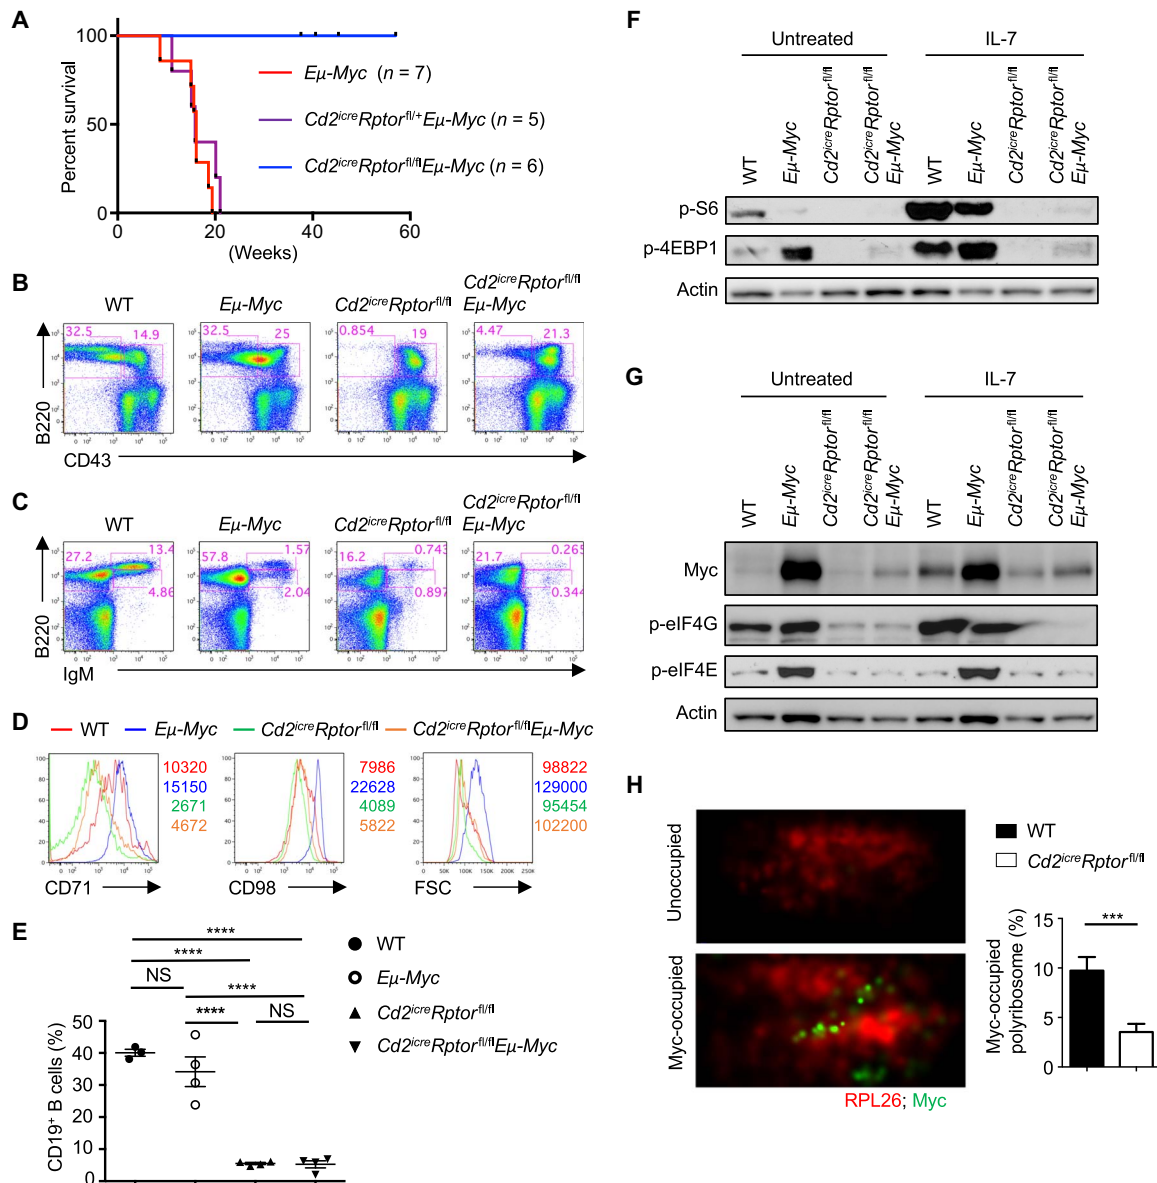 A
Percent survival
100
50
0
0 20 40 60
(Weeks)
Eμ-Myc (n = 7)
Cd2icreRptorfl/+Eμ-Myc (n = 5)
Cd2icreRptorfl/flEμ-Myc (n = 6)
B
WT
Eμ-Myc
Cd2icreRptorfl/fl
Cd2icreRptorfl/fl
Eμ-Myc
32.5 14.9
32.5 25
0.854 19
4.47 21.3
B220
CD43
C
WT
Eμ-Myc
Cd2icreRptorfl/fl
Cd2icreRptorfl/fl
Eμ-Myc
27.2 13.4 4.86
57.8 1.57 2.04
16.2 0.743 0.897
21.7 0.265 0.344
B220
IgM
D
WT Eμ-Myc Cd2icreRptorfl/fl Cd2icreRptorfl/flEμ-Myc
10320
15150
2671
4672
CD71
7986
22628
4089
5822
CD98
98822
129000
95454
102200
FSC
E
****
****
NS
****
****
NS
WT
Eμ-Myc
Cd2icreRptorfl/fl
Cd2icreRptorfl/flEμ-Myc
CD19+ B cells (%)
50
40
30
20
10
0
F
Untreated IL-7
WT
Eμ-Myc
Cd2icreRptorfl/fl
Cd2icreRptorfl/fl
Eμ-Myc
WT
Eμ-Myc
Cd2icreRptorfl/fl
Cd2icreRptorfl/fl
Eμ-Myc
p-S6
p-4EBP1
Actin
G
Untreated IL-7
WT
Eμ-Myc
Cd2icreRptorfl/fl
Cd2icreRptorfl/fl
Eμ-Myc
WT
Eμ-Myc
Cd2icreRptorfl/fl
Cd2icreRptorfl/fl
Eμ-Myc
Myc
p-eIF4G
p-eIF4E
Actin
H
Unoccupied
Myc-occupied
RPL26; Myc
WT
Cd2icreRptorfl/fl
Myc-occupied
polyribosome (%)
15
10
5
0
***